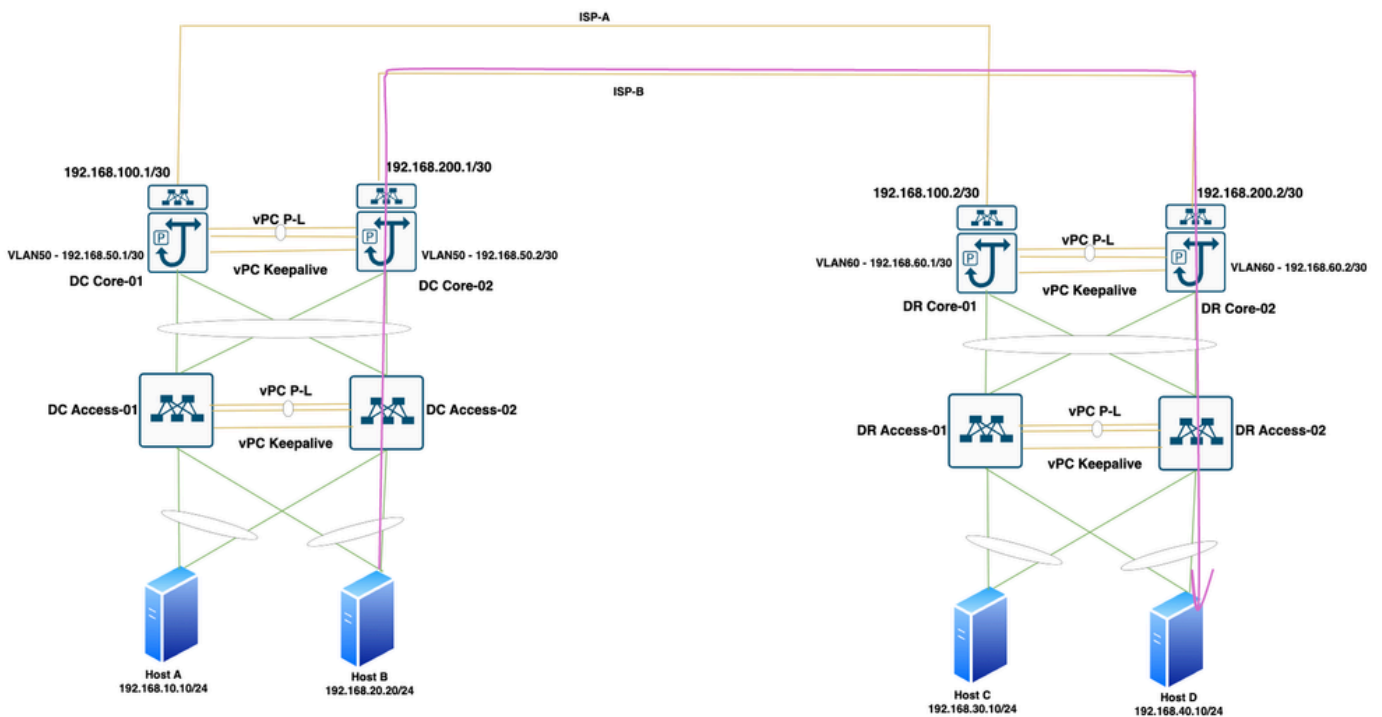 ISP-A
ISP-B
192.168.100.1/30
192.168.200.1/30
192.168.100.2/30
192.168.200.2/30
P
vPC P-L
P
P
vPC P-L
P
VLAN50 - 192.168.50.1/30
VLAN50 - 192.168.50.2/30
VLAN60 - 192.168.60.1/30
VLAN60 - 192.168.60.2/30
vPC Keepalive
vPC Keepalive
DC Core-01
DC Core-02
DR Core-01
DR Core-02
vPC P-L
DC Access-01
DC Access-02
vPC Keepalive
vPC P-L
DR Access-01
DR Access-02
vPC Keepalive
Host A
192.168.10.10/24
Host B
192.168.20.20/24
Host C
192.168.30.10/24
Host D
192.168.40.10/24